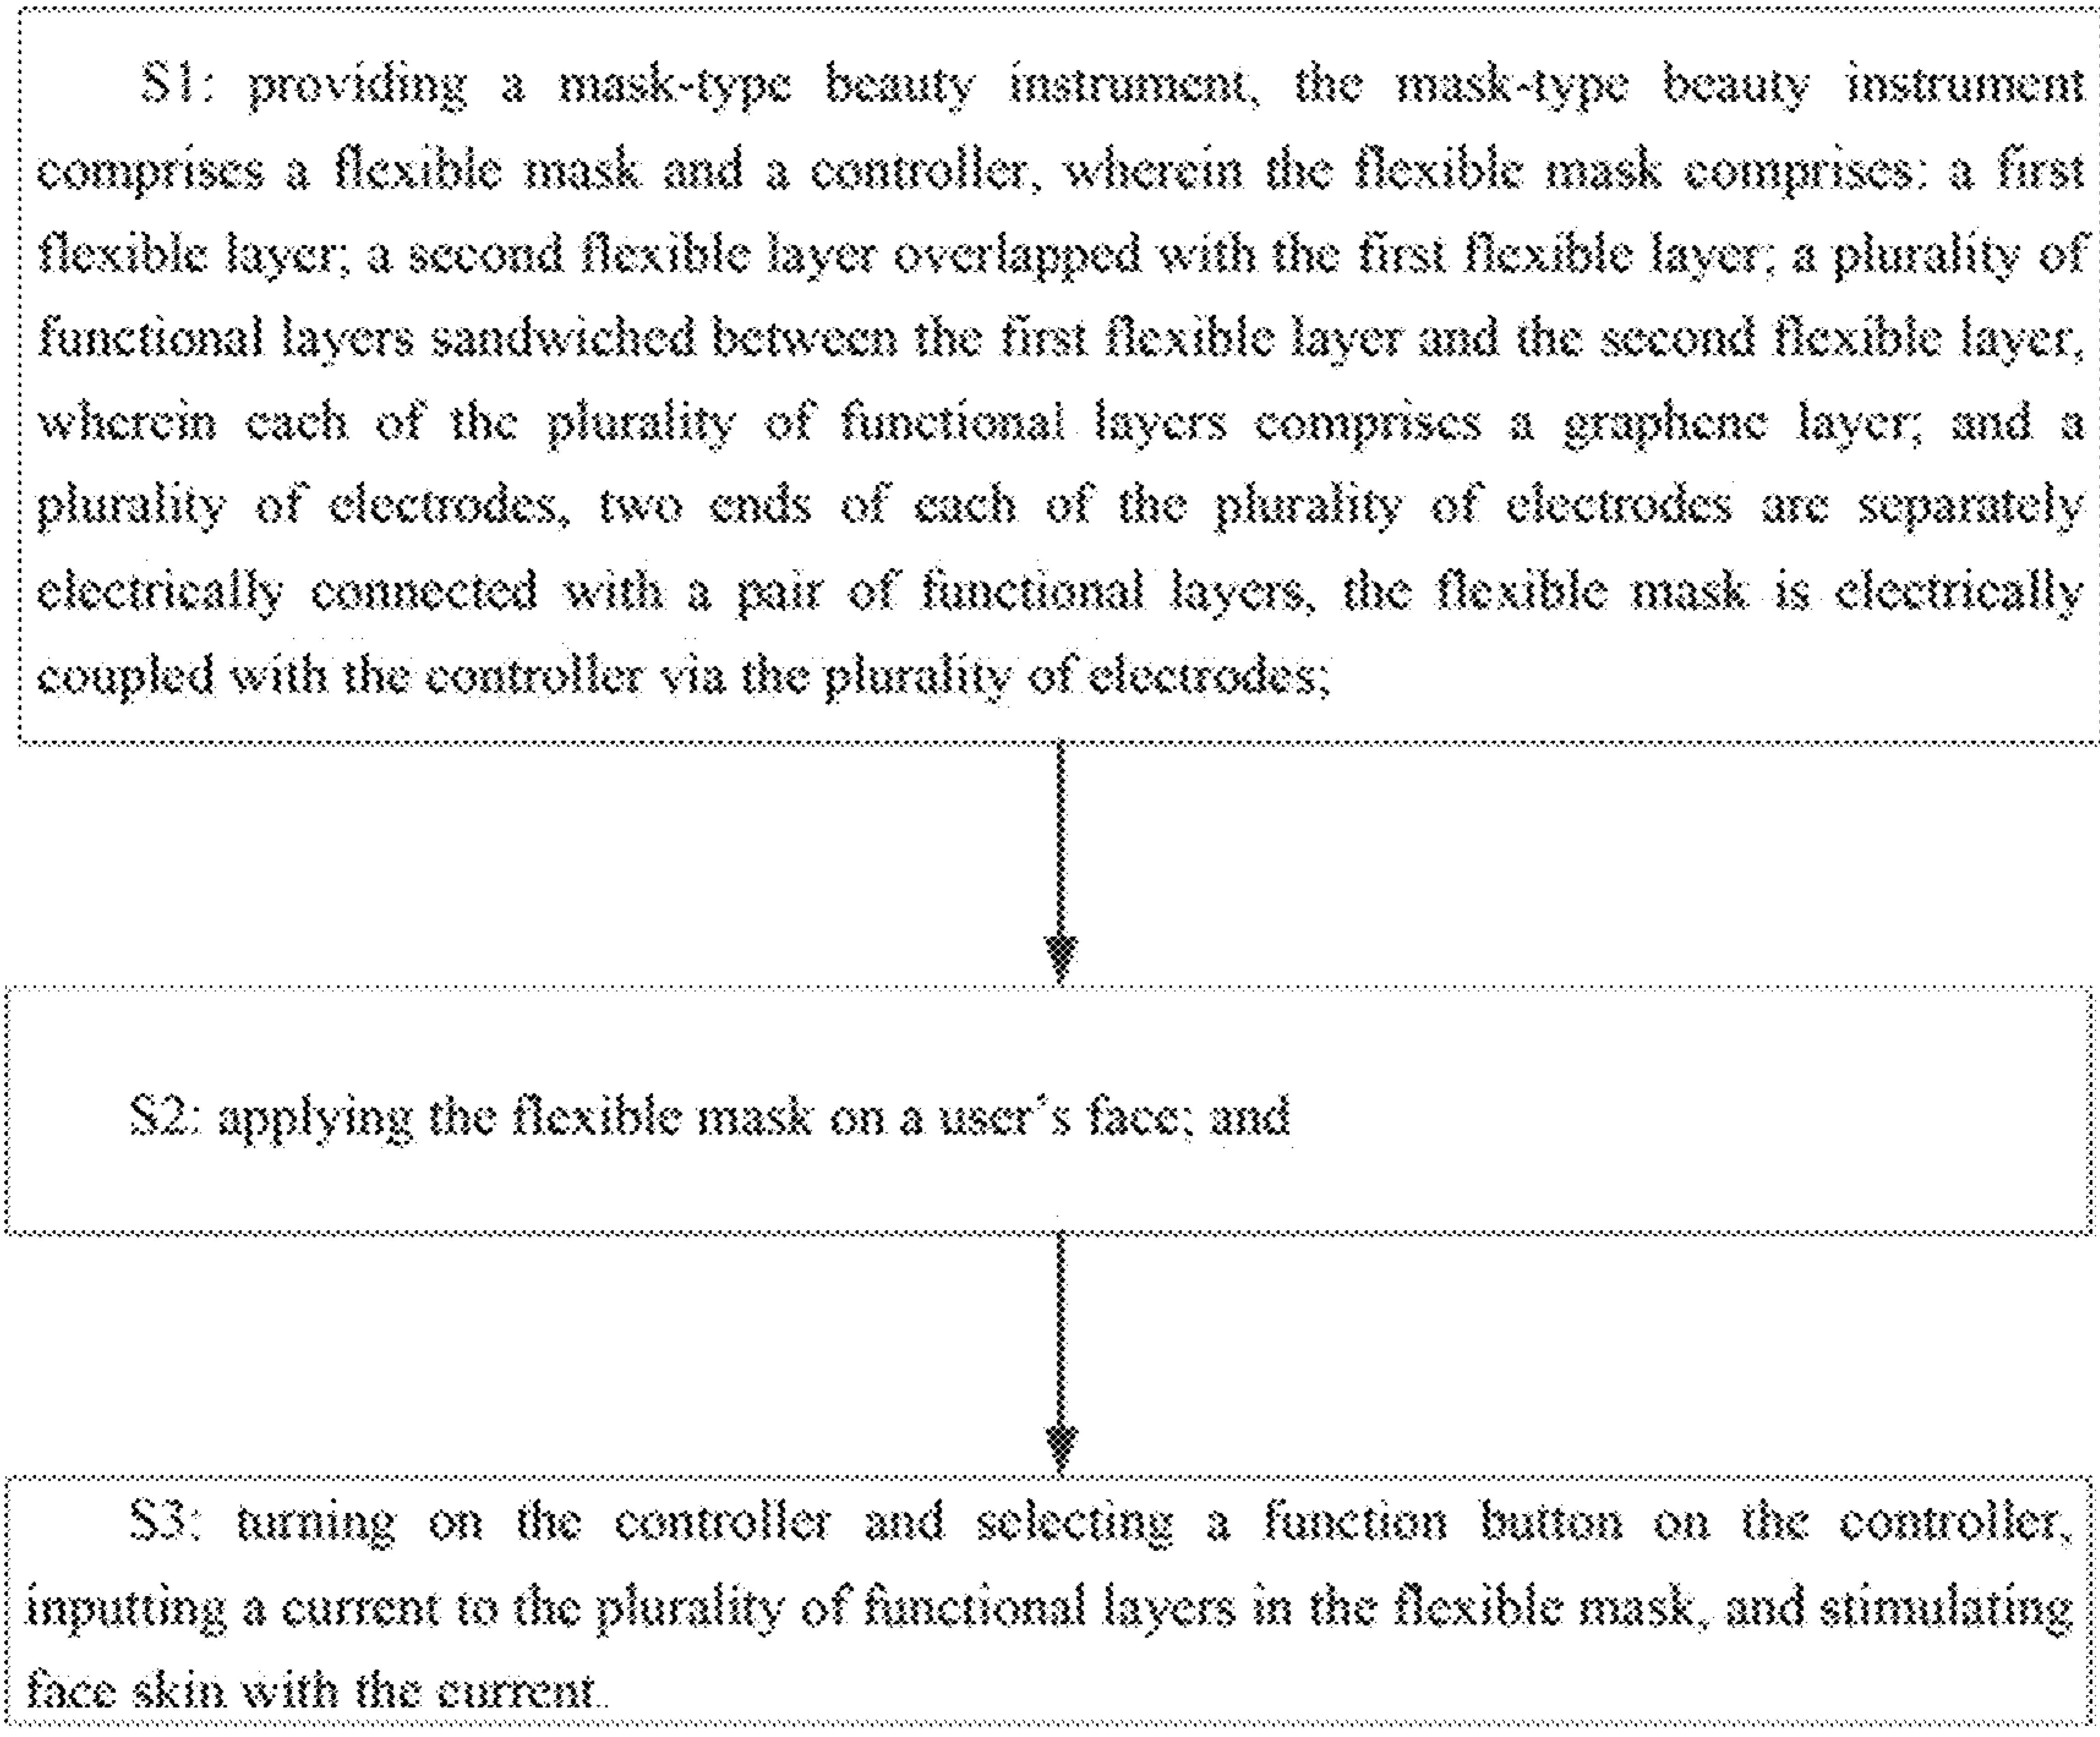 S1: providing a mask-type beauty instrument, the mask-type beauty instrument
comprises a flexible mask and a controller, wherein the flexible mask comprises: a first
flexible layer; a second flexible layer overlapped with the first flexible layer; a plurality of
functional layers sandwiched between the first flexible layer and the second flexible layer,
wherein each of the plurality of functional layers comprises a graphene layer; and a
plurality of electrodes, two ends of each of the plurality of electrodes are separately
electrically connected with a pair of functional layers, the flexible mask is electrically
coupled with the controller via the plurality of electrodes;
S2: applying the flexible mask on a user's face; and
S3: turning on the controller and selecting a function button on the controller,
inputting a current to the plurality of functional layers in the flexible mask, and stimulating
face skin with the current.